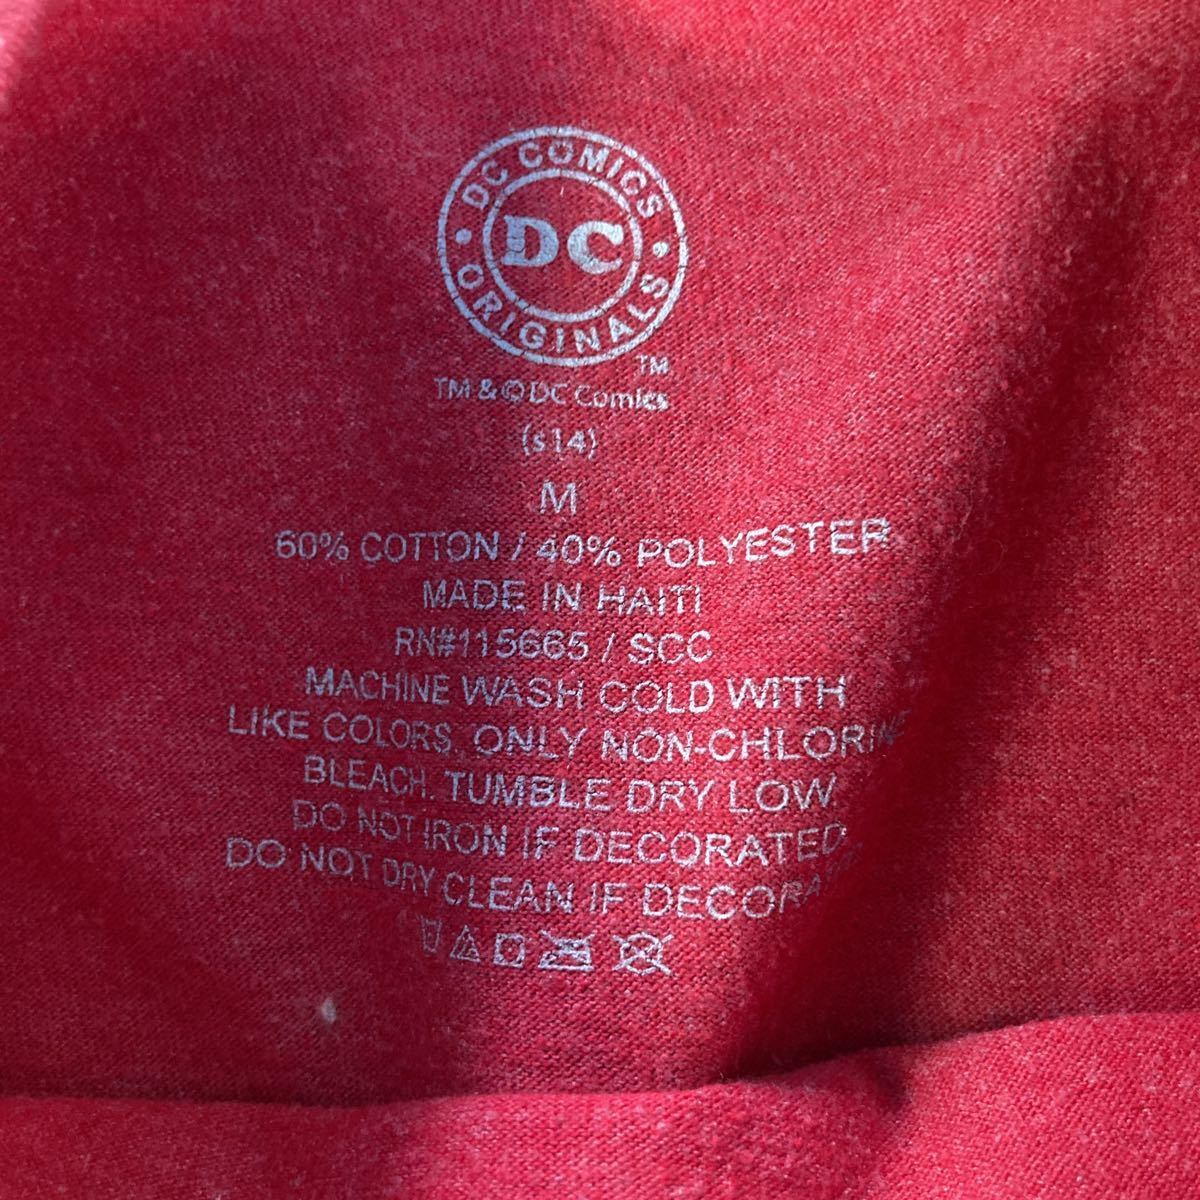 DC COMICS
DC
ORIGINALS
TM
TM & © DC Comics
(s14)
M
60% COTTON / 40% POLYESTER
MADE IN HAITI
RN#115665 / SCC
MACHINE WASH COLD WITH
LIKE COLORS. ONLY NON-CHLORINE
BLEACH. TUMBLE DRY LOW
DO NOT IRON IF DECORATED
DO NOT DRY CLEAN IF DECORATED